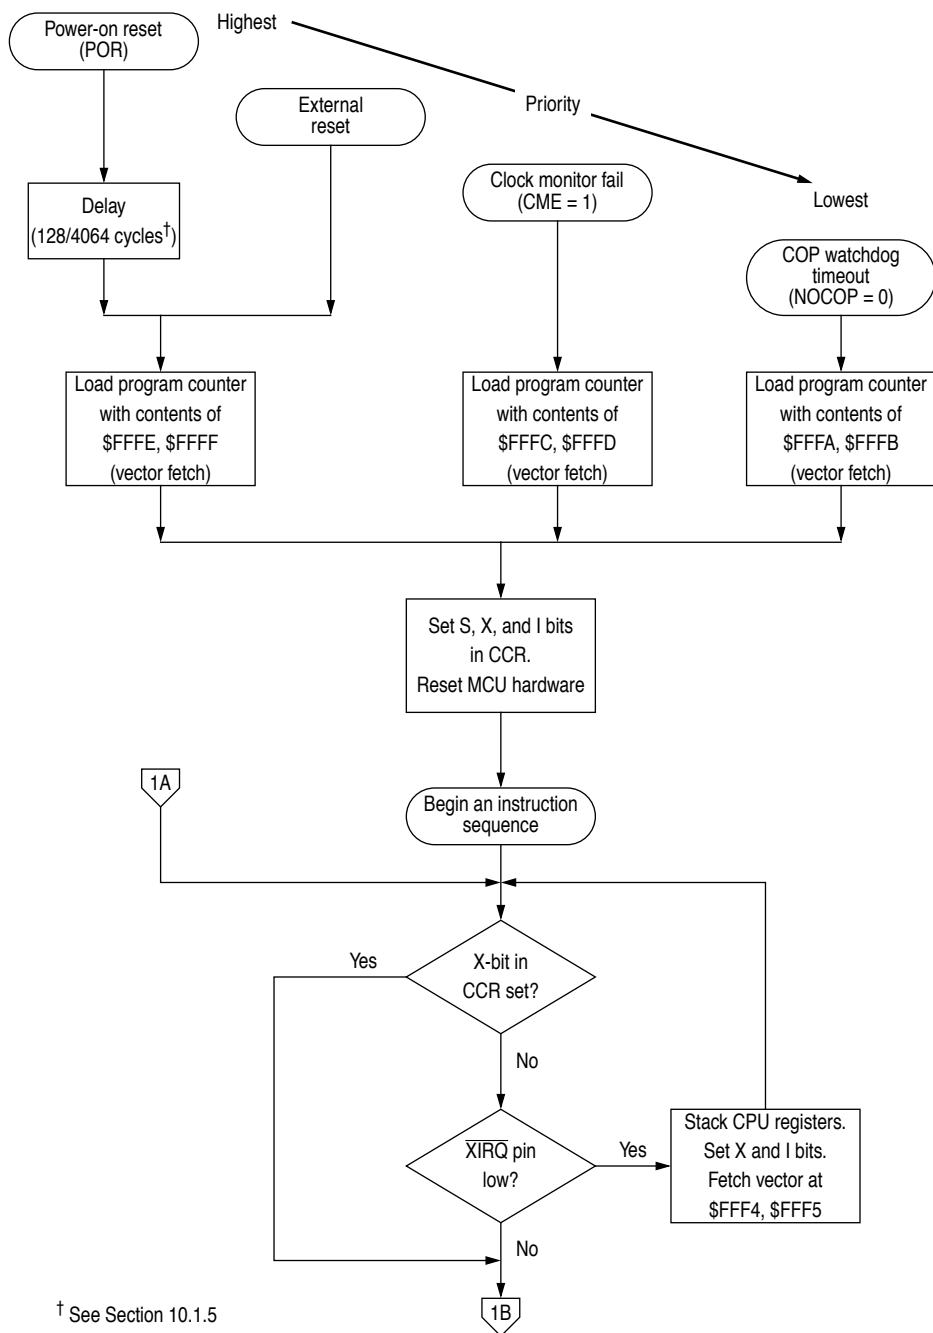 Power-on reset
(POR)
Highest
External
reset
Priority
Clock monitor fail
(CME = 1)
Lowest
Delay
(128/4064 cycles†)
COP watchdog
timeout
(NOCOP = 0)
Load program counter
with contents of
$FFFE, $FFFF
(vector fetch)
Load program counter
with contents of
$FFFC, $FFFD
(vector fetch)
Load program counter
with contents of
$FFFA, $FFFB
(vector fetch)
Set S, X, and I bits
in CCR.
Reset MCU hardware
1A
Begin an instruction
sequence
Yes
X-bit in
CCR set?
No
X̅I̅R̅Q̅ pin
low?
Yes
Stack CPU registers.
Set X and I bits.
Fetch vector at
$FFF4, $FFF5
No
1B
† See Section 10.1.5